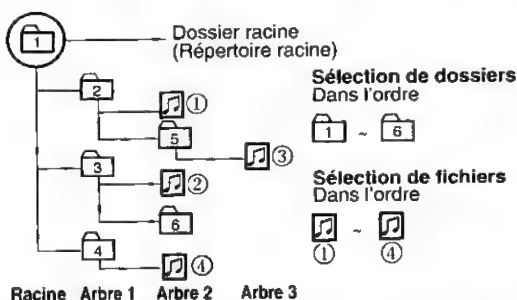 1
Dossier racine
(Répertoire racine)
2
①
5
③
3
②
6
4
④
Racine Arbre 1 Arbre 2 Arbre 3
Sélection de dossiers
Dans l'ordre
1 ~ 6
Sélection de fichiers
Dans l'ordre
~
① ④